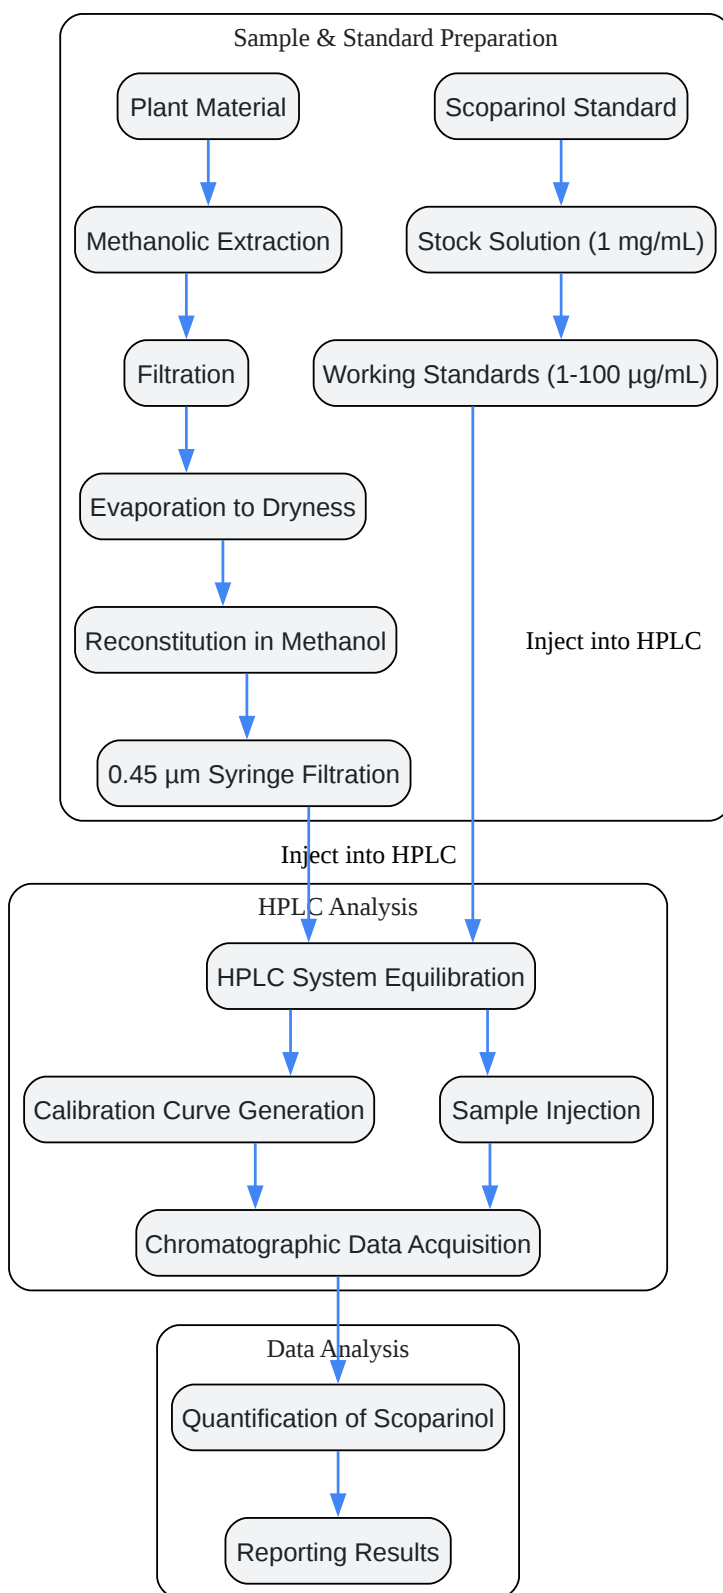 Sample & Standard Preparation
Plant Material
Scoparinol Standard
Methanolic Extraction
Stock Solution (1 mg/mL)
Filtration
Working Standards (1-100 µg/mL)
Evaporation to Dryness
Reconstitution in Methanol
Inject into HPLC
0.45 µm Syringe Filtration
Inject into HPLC
HPLC Analysis
HPLC System Equilibration
Calibration Curve Generation
Sample Injection
Chromatographic Data Acquisition
Data Analysis
Quantification of Scoparinol
Reporting Results